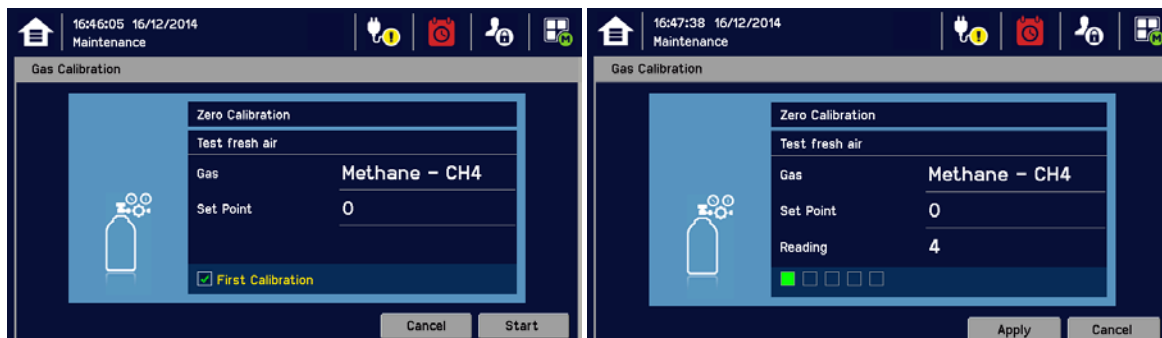 16:46:05 16/12/2014
Maintenance
Gas Calibration
Zero Calibration
Test fresh air
Gas Methane - CH4
Set Point 0
First Calibration
Cancel Start
16:47:38 16/12/2014
Maintenance
Gas Calibration
Zero Calibration
Test fresh air
Gas Methane - CH4
Set Point 0
Reading 4
Apply Cancel